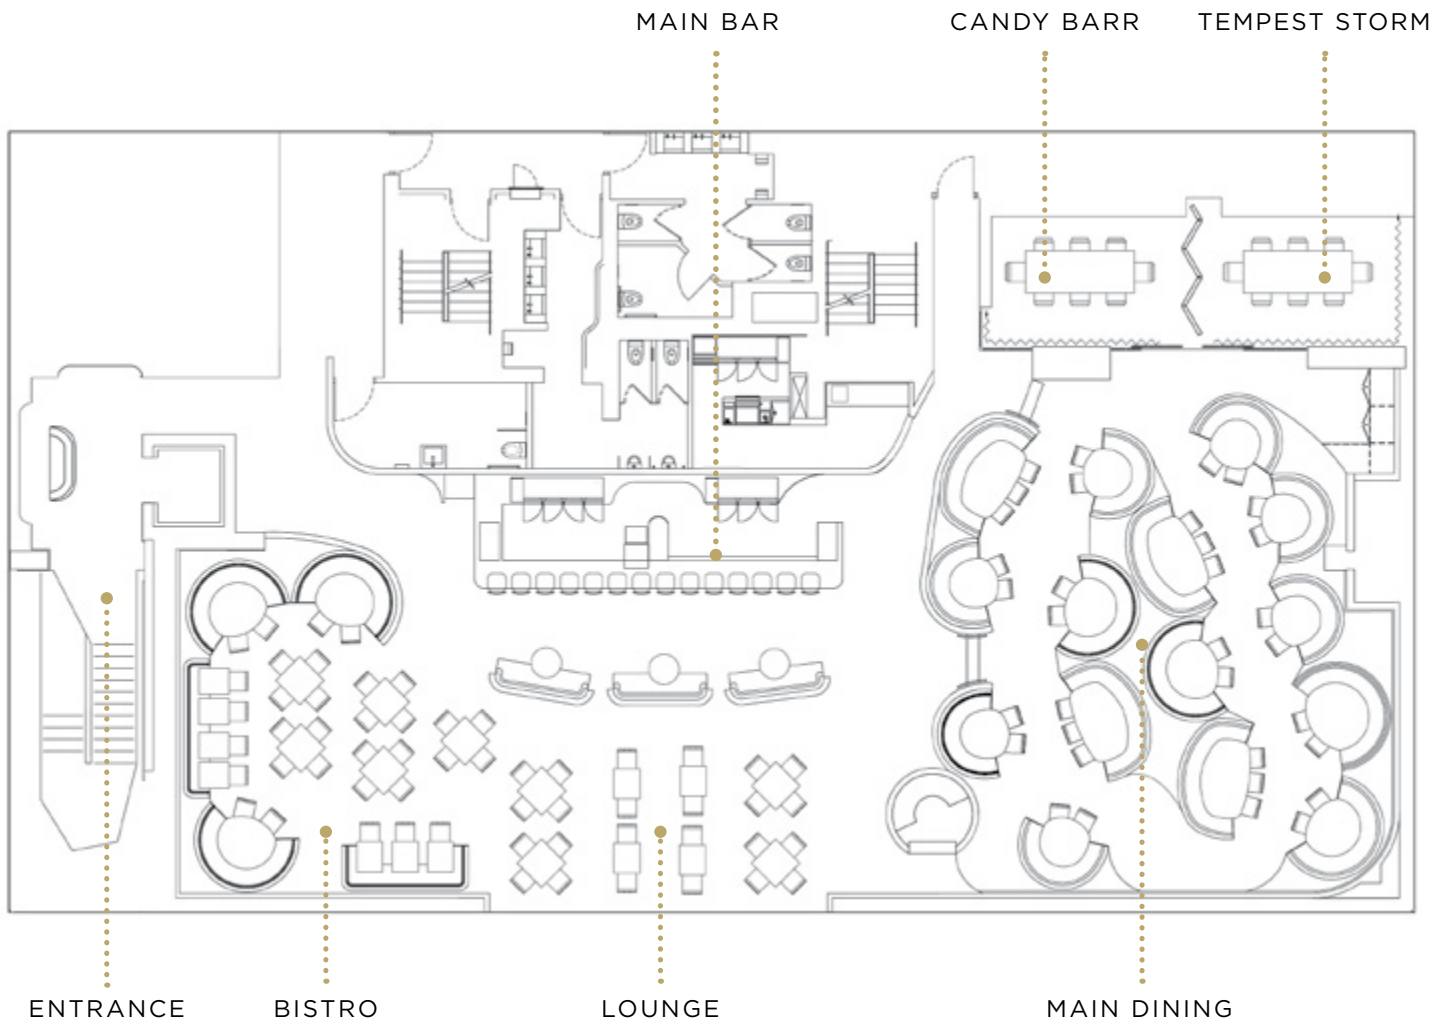 MAIN BAR
CANDY BARR
TEMPEST STORM
ENTRANCE
BISTRO
LOUNGE
MAIN DINING